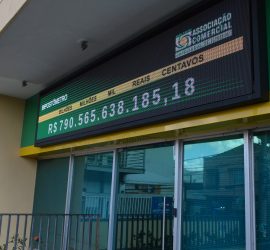 ASSOCIAÇÃO
COMERCIAL
IMPOSTÔMETRO
BILHÕES MILHÕES MIL REAIS CENTAVOS
R$ 790.565.638.185,18